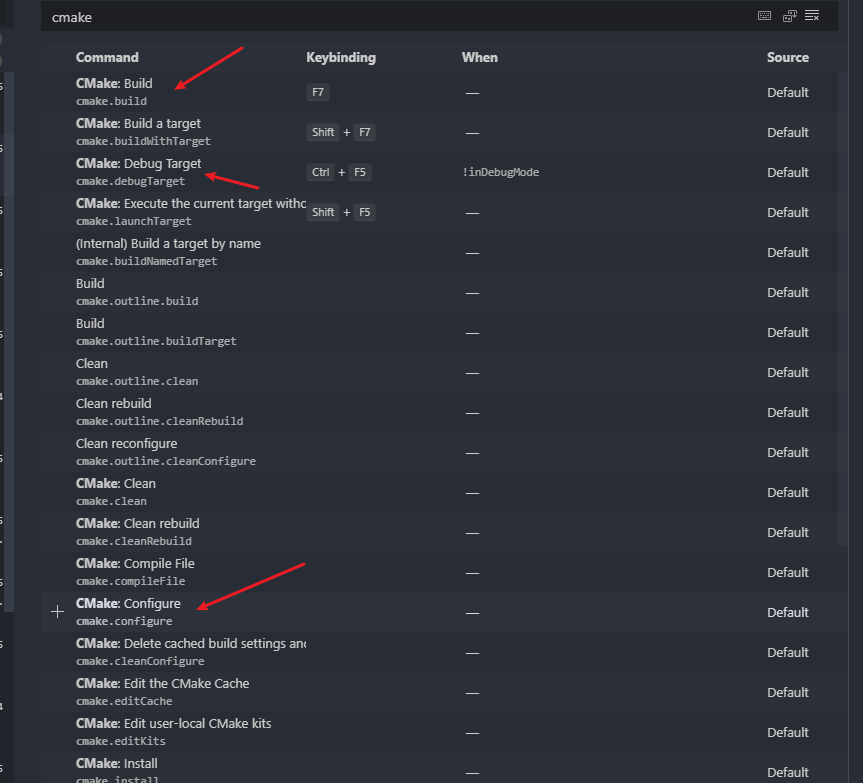 cmake
Command Keybinding When Source
CMake: Build
cmake.build
F7 — Default
CMake: Build a target
cmake.buildWithTarget
Shift + F7 — Default
CMake: Debug Target
cmake.debugTarget
Ctrl + F5 !inDebugMode Default
CMake: Execute the current target witho
cmake.launchTarget
Shift + F5 — Default
(Internal) Build a target by name
cmake.buildNamedTarget
— Default
Build
cmake.outline.build
— Default
Build
cmake.outline.buildTarget
— Default
Clean
cmake.outline.clean
— Default
Clean rebuild
cmake.outline.cleanRebuild
— Default
Clean reconfigure
cmake.outline.cleanConfigure
— Default
CMake: Clean
cmake.clean
— Default
CMake: Clean rebuild
cmake.cleanRebuild
— Default
CMake: Compile File
cmake.compileFile
— Default
CMake: Configure
cmake.configure
— Default
CMake: Delete cached build settings and
cmake.cleanConfigure
— Default
CMake: Edit the CMake Cache
cmake.editCache
— Default
CMake: Edit user-local CMake kits
cmake.editKits
— Default
CMake: Install
cmake.install
— Default